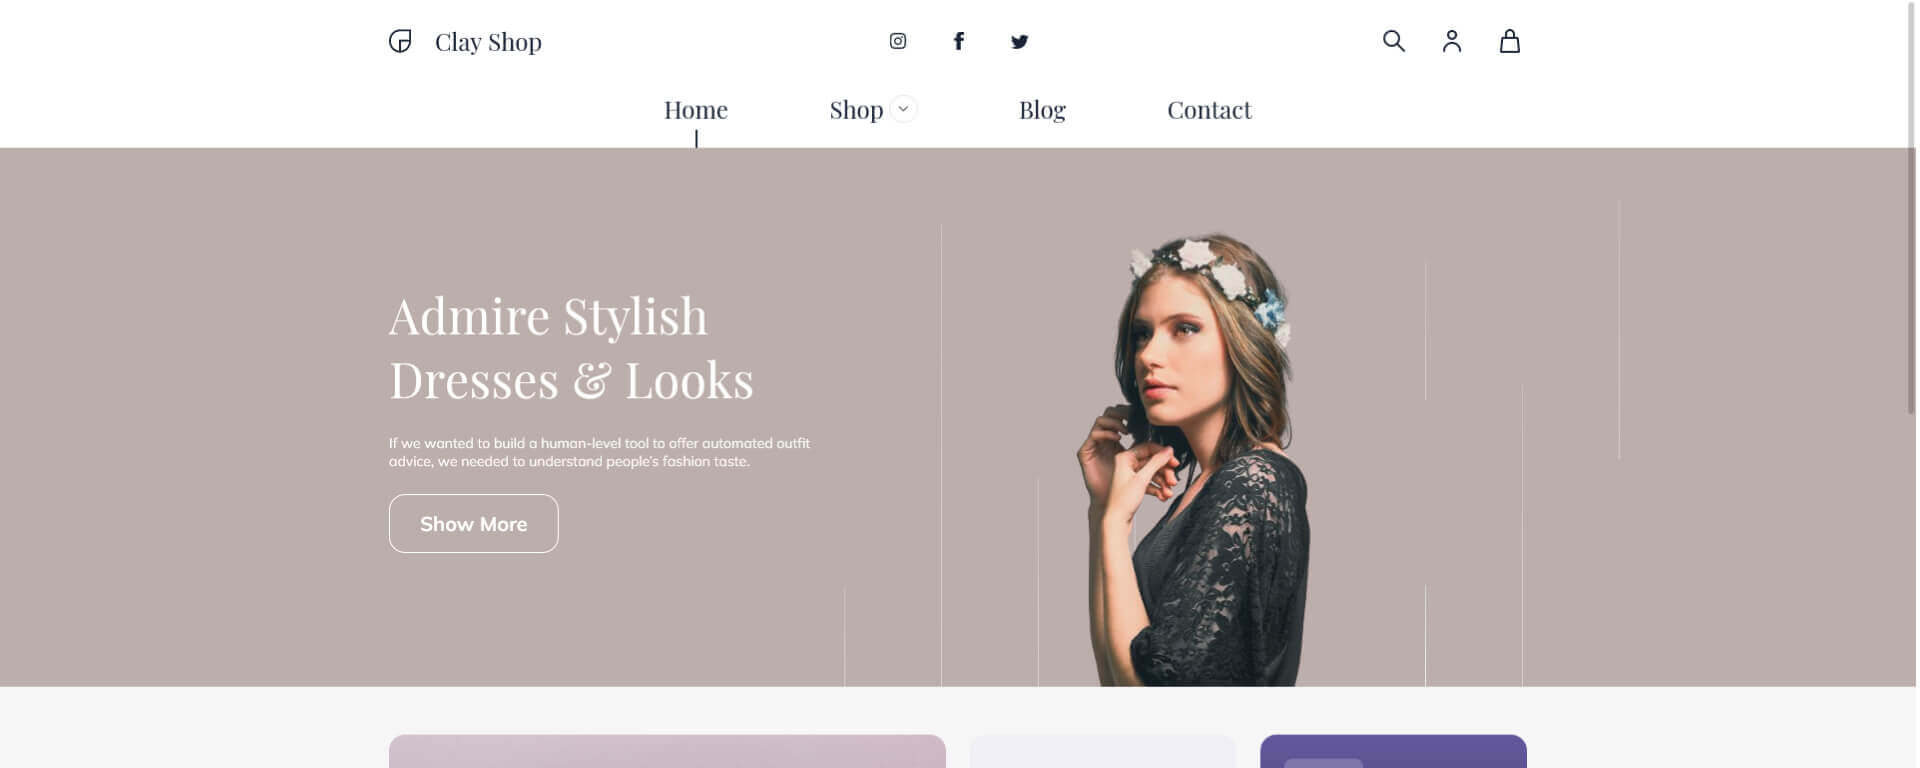 Clay Shop
Home Shop Blog Contact
Admire Stylish
Dresses & Looks
If we wanted to build a human-level tool to offer automated outfit
advice, we needed to understand people's fashion taste.
Show More